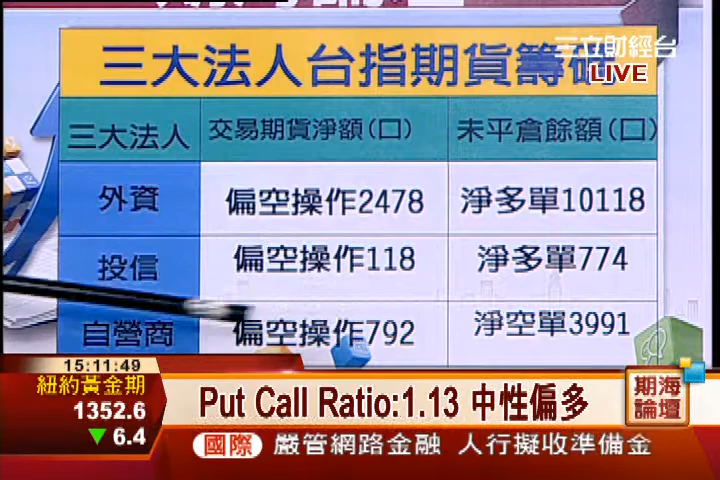 三立財經台
LIVE
三大法人台指期貨籌碼
三大法人 交易期貨淨額(口) 未平倉餘額(口)
外資 偏空操作2478 淨多單10118
投信 偏空操作118 淨多單774
自營商 偏空操作792 淨空單3991
15:11:49
紐約黃金期
1352.6
▼ 6.4
Put Call Ratio:1.13 中性偏多
期海
論壇
國際 嚴管網路金融 人行擬收準備金